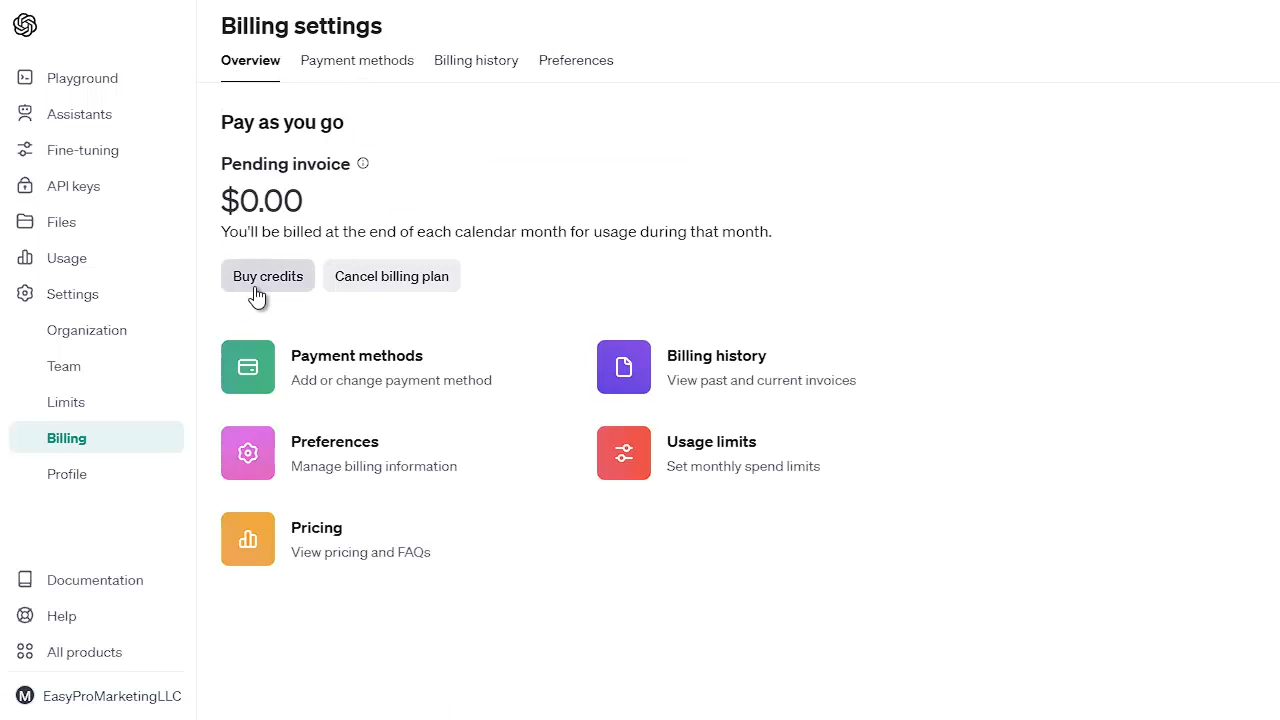 Playground
Assistants
Fine-tuning
API keys
Files
Usage
Settings
Organization
Team
Limits
Billing
Profile
Documentation
Help
All products
M EasyProMarketingLLC
Billing settings
Overview Payment methods Billing history Preferences
Pay as you go
Pending invoice
$0.00
You'll be billed at the end of each calendar month for usage during that month.
Buy credits Cancel billing plan
Payment methods
Add or change payment method
Billing history
View past and current invoices
Preferences
Manage billing information
Usage limits
Set monthly spend limits
Pricing
View pricing and FAQs